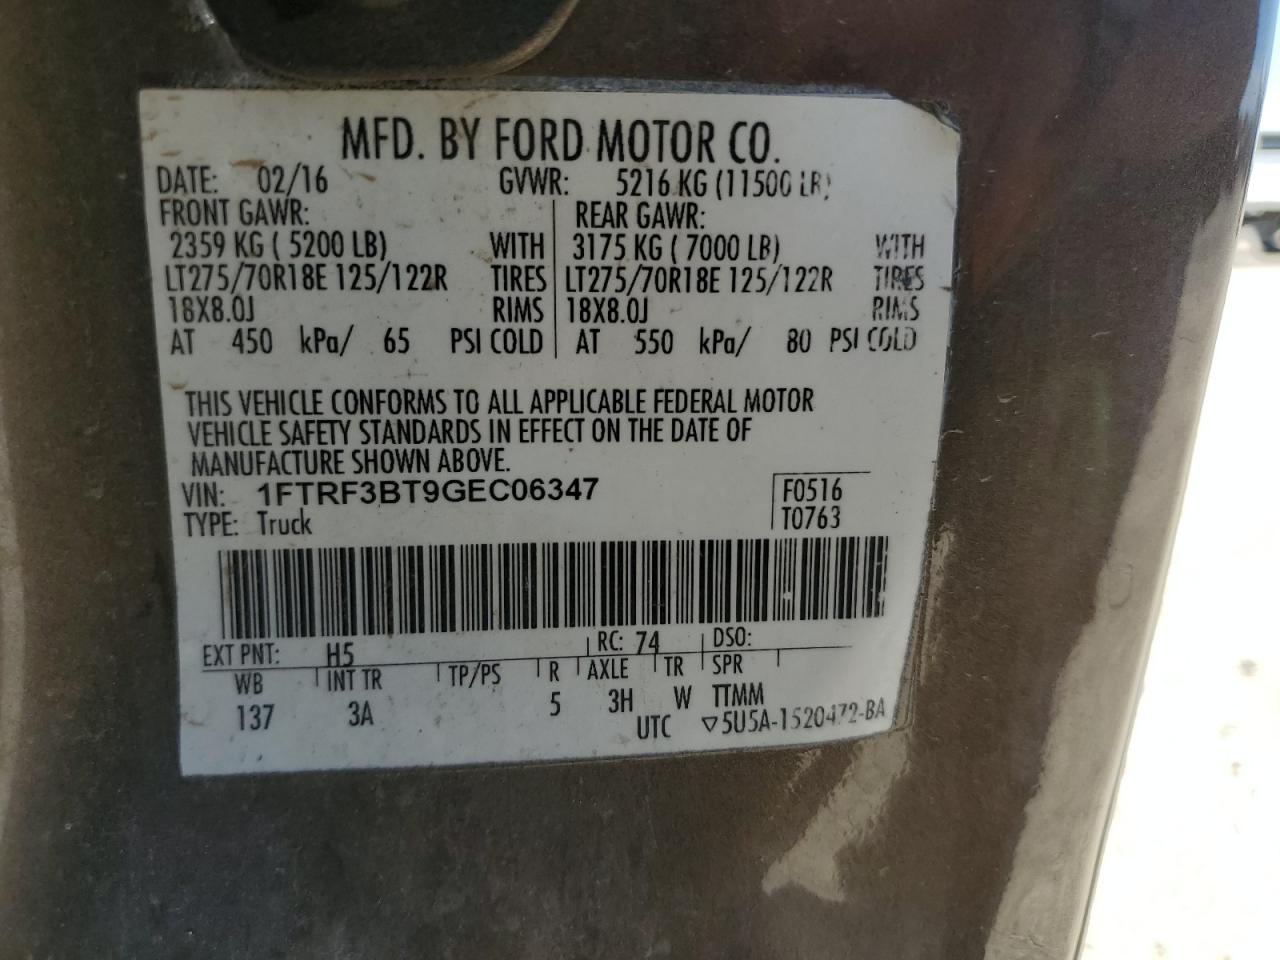 MFD. BY FORD MOTOR CO.
DATE: 02/16 GVWR: 5216 KG (11500 LB)
FRONT GAWR: REAR GAWR:
2359 KG ( 5200 LB) WITH 3175 KG ( 7000 LB) WITH
LT275/70R18E 125/122R TIRES LT275/70R18E 125/122R TIRES
18X8.0J RIMS 18X8.0J RIMS
AT 450 kPa/ 65 PSI COLD AT 550 kPa/ 80 PSI COLD
THIS VEHICLE CONFORMS TO ALL APPLICABLE FEDERAL MOTOR
VEHICLE SAFETY STANDARDS IN EFFECT ON THE DATE OF
MANUFACTURE SHOWN ABOVE.
VIN: 1FTRF3BT9GEC06347 F0516
TYPE: Truck T0763
EXT PNT: H5 RC: 74 DSO:
WB INT TR TP/PS R AXLE TR SPR
137 3A 5 3H W TTMM
UTC ▽5U5A-1520472-BA